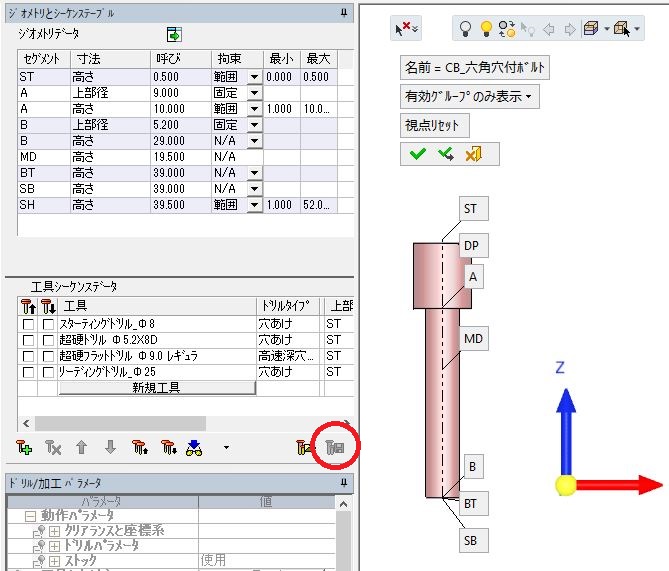 ジオメトリとシーケンステーブル
ジオメトリデータ
セグメント 寸法 呼び 拘束 最小 最大
ST 高さ 0.500 範囲 0.000 0.500
A 上部径 9.000 固定
A 高さ 10.000 範囲 1.000 10.0...
B 上部径 5.200 固定
B 高さ 29.000 N/A
MD 高さ 19.500 N/A
BT 高さ 39.000 N/A
SB 高さ 39.000 N/A
SH 高さ 39.500 範囲 1.000 52.0...
工具シーケンスデータ
工具 ドリルタイプ 上部
スターティングドリル_Φ8 穴あけ ST
超硬ドリル Φ5.2X8D 穴あけ ST
超硬フラットドリル Φ9.0 レギュラ 高速深穴... ST
リーディングドリル_Φ25 穴あけ ST
新規工具
ドリル/加工 パラメータ
パラメータ 値
動作パラメータ
クリアランスと座標系
ドリルパラメータ
ストック 使用
名前 = CB_六角穴付ボルト
有効グループのみ表示
視点リセット
ST
DP
A
MD
B
BT
SB
Z